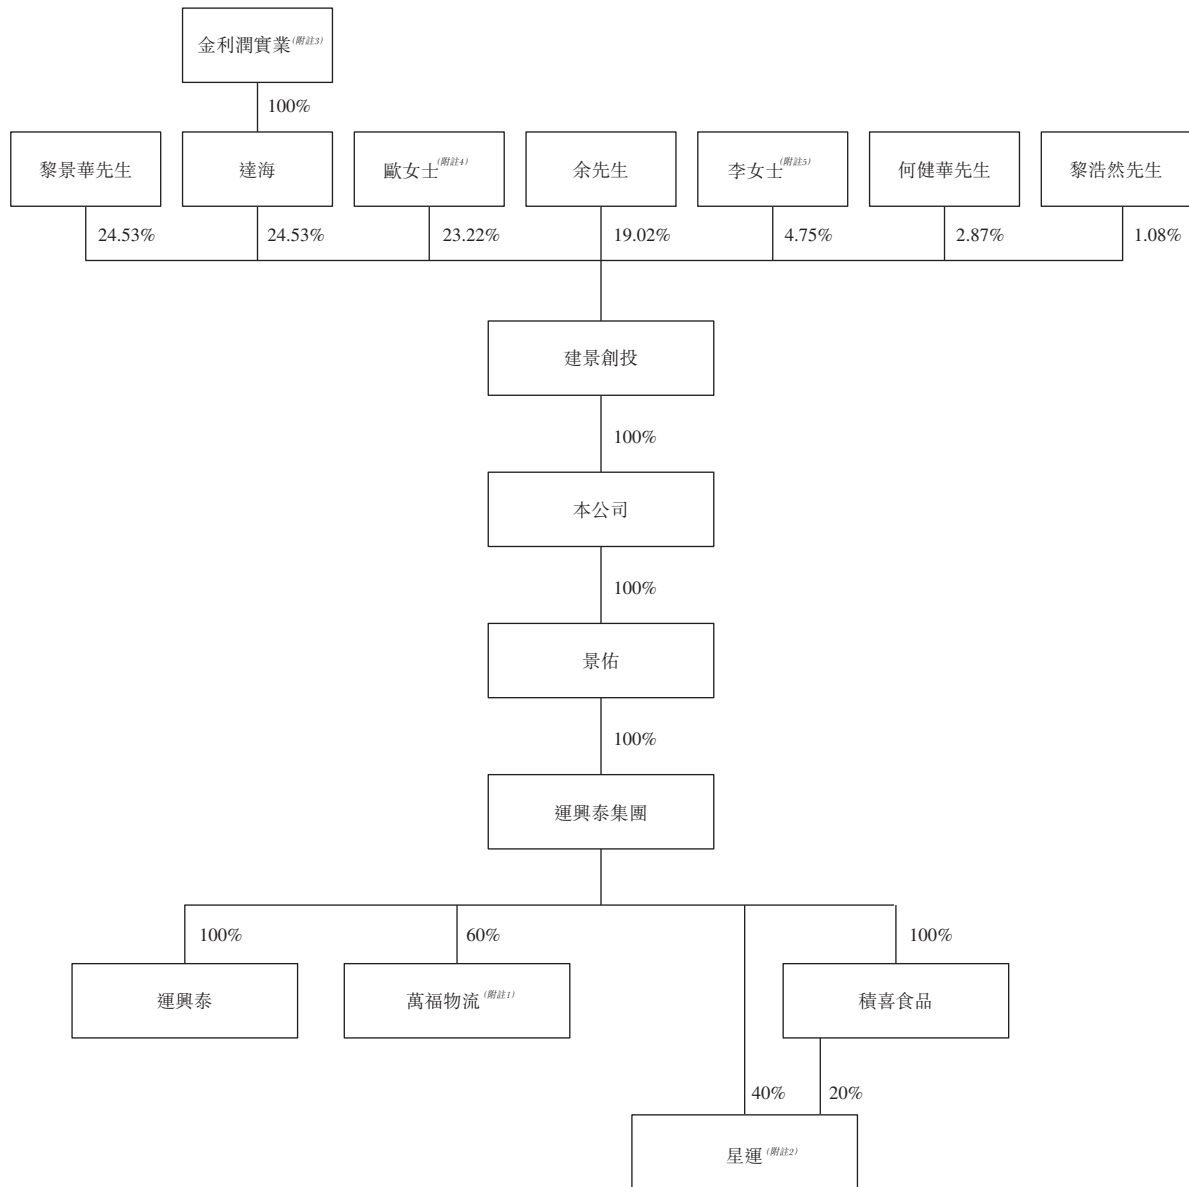 金利潤實業(附註3)
100%
黎景華先生
達海
歐女士(附註4)
余先生
李女士(附註5)
何健華先生
黎浩然先生
24.53%
24.53%
23.22%
19.02%
4.75%
2.87%
1.08%
建景創投
100%
本公司
100%
景佑
100%
運興泰集團
100%
60%
100%
運興泰
萬福物流(附註1)
積喜食品
40%
20%
星運(附註2)